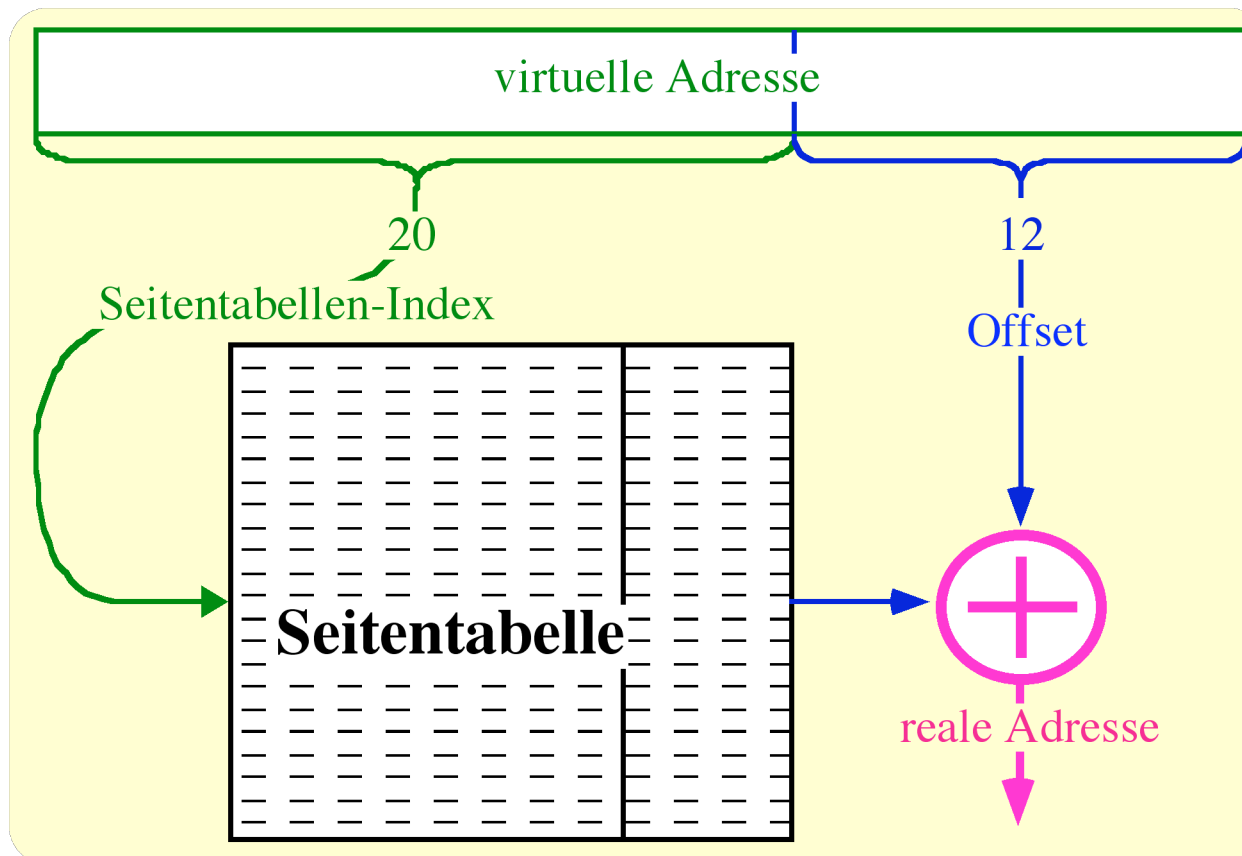 virtuelle Adresse
20
12
Seitentabellen-Index
Offset
Seitentabelle
reale Adresse